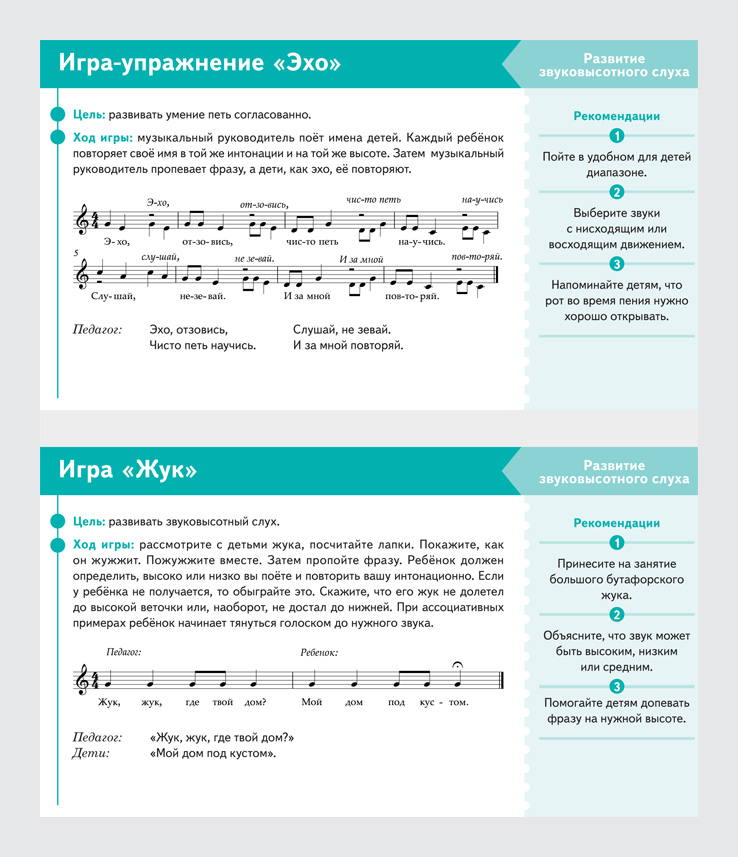 Игра-упражнение «Эхо»
Развитие
звуковысотного слуха
Цель: развивать умение петь согласованно.
Ход игры: музыкальный руководитель поёт имена детей. Каждый ребёнок
повторяет своё имя в той же интонации и на той же высоте. Затем музыкальный
руководитель пропевает фразу, а дети, как эхо, её повторяют.
Э-хо, от-зо-вись, чис-то петь на-у-чись
4
4
Э-хо, от-зо-вись, чис-то петь на-у-чись.
5
слу-шай, не зе-вай. И за мной пов-то-ряй.
Слу-шай, не-зе-вай. И за мной пов-то-ряй.
Педагог: Эхо, отзовись, Слушай, не зевай.
Чисто петь научись. И за мной повторяй.
Рекомендации
1
Пойте в удобном для детей
диапазоне.
2
Выберите звуки
с нисходящим или
восходящим движением.
3
Напоминайте детям, что
рот во время пения нужно
хорошо открывать.
Игра «Жук»
Развитие
звуковысотного слуха
Цель: развивать звуковысотный слух.
Ход игры: рассмотрите с детьми жука, посчитайте лапки. Покажите, как
он жужжит. Пожужжите вместе. Затем пропойте фразу. Ребёнок должен
определить, высоко или низко вы поёте и повторить вашу интонационно. Если
у ребёнка не получается, то обыграйте это. Скажите, что его жук не долетел
до высокой веточки или, наоборот, не достал до нижней. При ассоциативных
примерах ребёнок начинает тянуться голоском до нужного звука.
Педагог: Ребенок:
4
4
Жук, жук, где твой дом? Мой дом под кус - том.
Педагог: «Жук, жук, где твой дом?»
Дети: «Мой дом под кустом».
Рекомендации
1
Принесите на занятие
большого бутафорского
жука.
2
Объясните, что звук может
быть высоким, низким
или средним.
3
Помогайте детям допевать
фразу на нужной высоте.